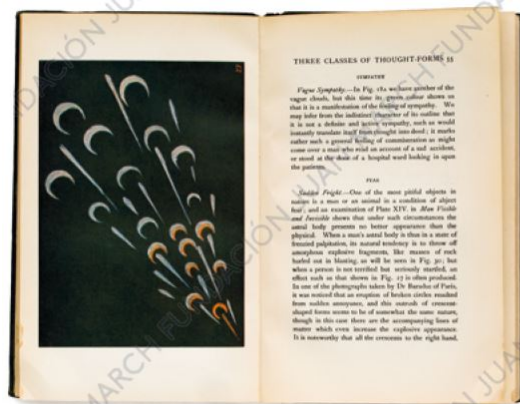 27
THREE CLASSES OF THOUGHT-FORMS 55
SYMPATHY
Vague Sympathy.—In Fig. 18A we have another of the
vague clouds, but this time its green colour shows us
that it is a manifestation of the feeling of sympathy. We
may infer from the indistinct character of its outline that
it is not a definite and active sympathy, such as would
instantly translate itself from thought into deed; it marks
rather such a general feeling of commiseration as might
come over a man who read an account of a sad accident,
or stood at the door of a hospital ward looking in upon
the patients.
FEAR
Sudden Fright.—One of the most pitiful objects in
nature is a man or an animal in a condition of abject
fear; and an examination of Plate XIV. in Man Visible
and Invisible shows that under such circumstances the
astral body presents no better appearance than the
physical. When a man's astral body is thus in a state of
frenzied palpitation, its natural tendency is to throw off
amorphous explosive fragments, like masses of rock
hurled out in blasting, as will be seen in Fig. 30; but
when a person is not terrified but seriously startled, an
effect such as that shown in Fig. 27 is often produced.
In one of the photographs taken by Dr Baraduc of Paris,
it was noticed that an eruption of broken circles resulted
from sudden annoyance, and this outrush of crescent-
shaped forms seems to be of somewhat the same nature,
though in this case there are the accompanying lines of
matter which even increase the explosive appearance.
It is noteworthy that all the crescents to the right hand,
FUNDACIÓN JUAN MARCH